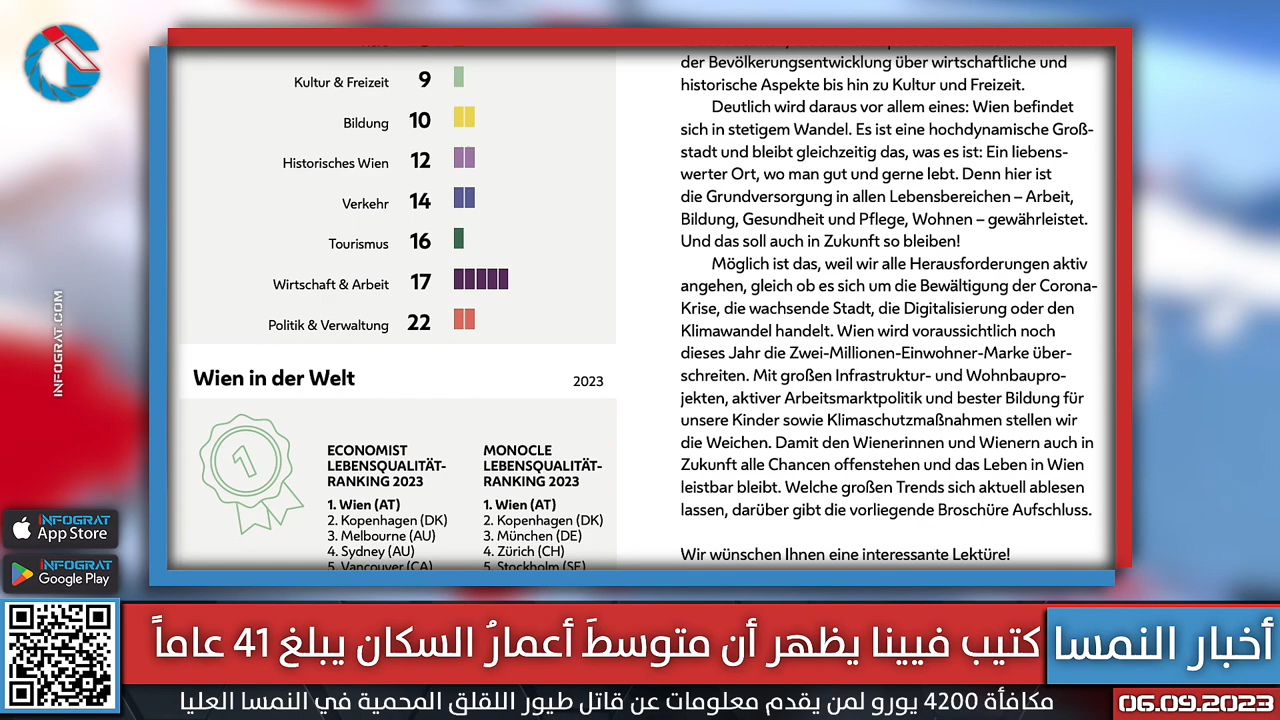 Kultur & Freizeit 9
Bildung 10
Historisches Wien 12
Verkehr 14
Tourismus 16
Wirtschaft & Arbeit 17
Politik & Verwaltung 22
Wien in der Welt 2023
1
ECONOMIST
LEBENSQUALITÄT-
RANKING 2023
1. Wien (AT)
2. Kopenhagen (DK)
3. Melbourne (AU)
4. Sydney (AU)
5. Vancouver (CA)
MONOCLE
LEBENSQUALITÄT-
RANKING 2023
1. Wien (AT)
2. Kopenhagen (DK)
3. München (DE)
4. Zürich (CH)
5. Stockholm (SE)
der Bevölkerungsentwicklung über wirtschaftliche und
historische Aspekte bis hin zu Kultur und Freizeit.
Deutlich wird daraus vor allem eines: Wien befindet
sich in stetigem Wandel. Es ist eine hochdynamische Groß-
stadt und bleibt gleichzeitig das, was es ist: Ein liebens-
werter Ort, wo man gut und gerne lebt. Denn hier ist
die Grundversorgung in allen Lebensbereichen – Arbeit,
Bildung, Gesundheit und Pflege, Wohnen – gewährleistet.
Und das soll auch in Zukunft so bleiben!
Möglich ist das, weil wir alle Herausforderungen aktiv
angehen, gleich ob es sich um die Bewältigung der Corona-
Krise, die wachsende Stadt, die Digitalisierung oder den
Klimawandel handelt. Wien wird voraussichtlich noch
dieses Jahr die Zwei-Millionen-Einwohner-Marke über-
schreiten. Mit großen Infrastruktur- und Wohnbaupro-
jekten, aktiver Arbeitsmarktpolitik und bester Bildung für
unsere Kinder sowie Klimaschutzmaßnahmen stellen wir
die Weichen. Damit den Wienerinnen und Wienern auch in
Zukunft alle Chancen offenstehen und das Leben in Wien
leistbar bleibt. Welche großen Trends sich aktuell ablesen
lassen, darüber gibt die vorliegende Broschüre Aufschluss.
Wir wünschen Ihnen eine interessante Lektüre!
INFOGRAT.COM
INFOGRAT
App Store
INFOGRAT
Google Play
أخبار النمسا
كتيب فيينا يظهر أن متوسطَ أعمارُ السكان يبلغ 41 عاماً
مكافأة 4200 يورو لمن يقدم معلومات عن قاتل طيور اللقلق المحمية في النمسا العليا
06.09.2023